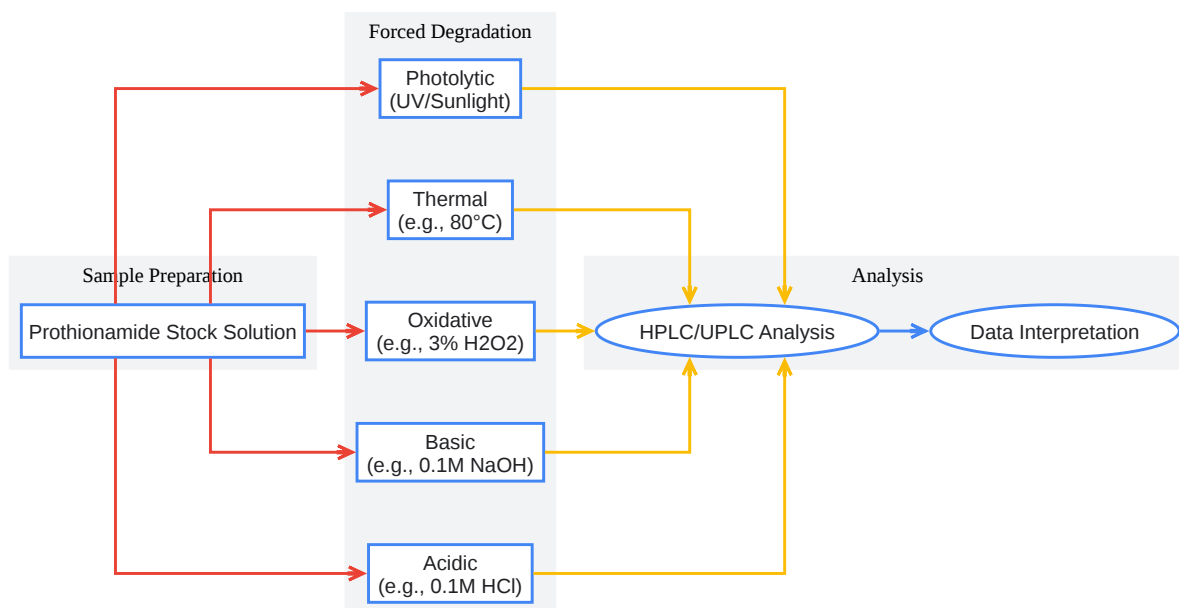 Forced Degradation
Photolytic
(UV/Sunlight)
Thermal
(e.g., 80°C)
Sample Preparation
Analysis
Prothionamide Stock Solution
Oxidative
(e.g., 3% H2O2)
HPLC/UPLC Analysis
Data Interpretation
Basic
(e.g., 0.1M NaOH)
Acidic
(e.g., 0.1M HCl)